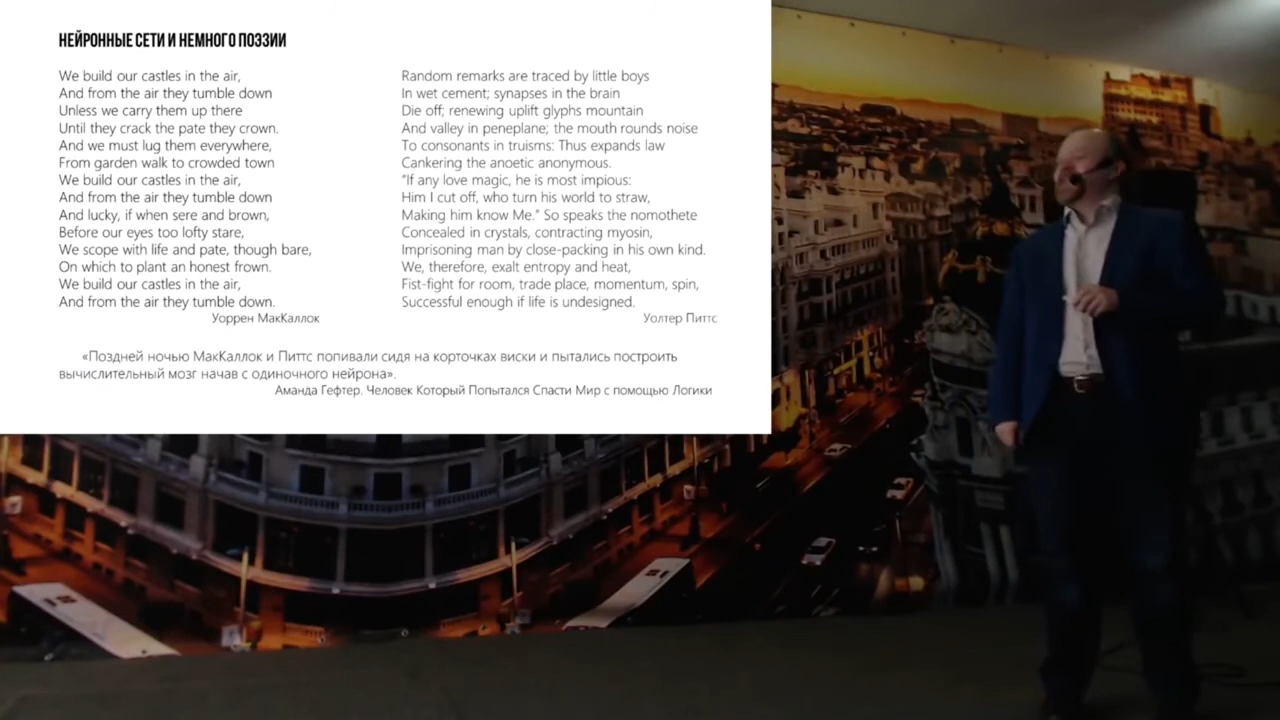 НЕЙРОННЫЕ СЕТИ И НЕМНОГО ПОЭЗИИ
We build our castles in the air,
And from the air they tumble down
Unless we carry them up there
Until they crack the pate they crown.
And we must lug them everywhere,
From garden walk to crowded town
We build our castles in the air,
And from the air they tumble down
And lucky, if when sere and brown,
Before our eyes too lofty stare,
We scope with life and pate, though bare,
On which to plant an honest frown.
We build our castles in the air,
And from the air they tumble down.
Уоррен МакКаллок
Random remarks are traced by little boys
In wet cement; synapses in the brain
Die off; renewing uplift glyphs mountain
And valley in peneplane; the mouth rounds noise
To consonants in truisms: Thus expands law
Cankering the anoetic anonymous.
"If any love magic, he is most impious:
Him I cut off, who turn his world to straw,
Making him know Me." So speaks the nomothete
Concealed in crystals, contracting myosin,
Imprisoning man by close-packing in his own kind.
We, therefore, exalt entropy and heat,
Fist-fight for room, trade place, momentum, spin,
Successful enough if life is undesigned.
Уолтер Питтс
«Поздней ночью МакКаллок и Питтс попивали сидя на корточках виски и пытались построить
вычислительный мозг начав с одиночного нейрона».
Аманда Гефтер. Человек Который Попытался Спасти Мир с помощью Логики